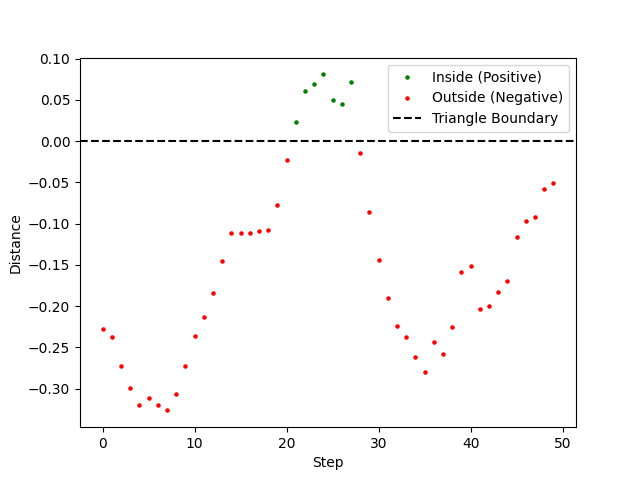 0.10
0.05
0.00
−0.05
−0.10
−0.15
−0.20
−0.25
−0.30
Distance
Inside (Positive)
Outside (Negative)
Triangle Boundary
0 10 20 30 40 50
Step